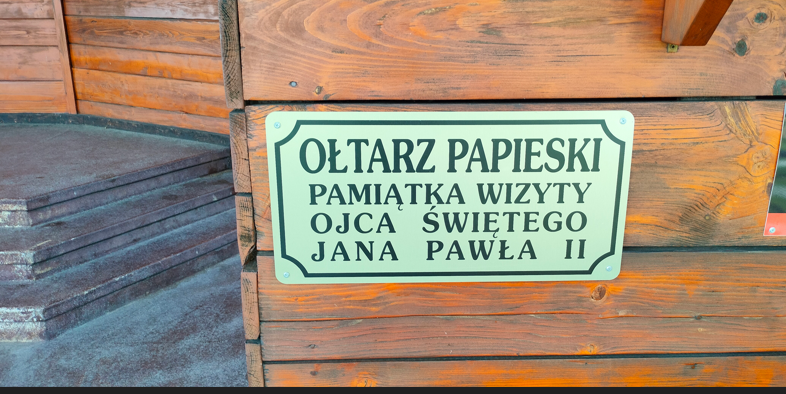 OŁTARZ PAPIESKI
PAMIĄTKA WIZYTY
OJCA ŚWIĘTEGO
JANA PAWŁA II